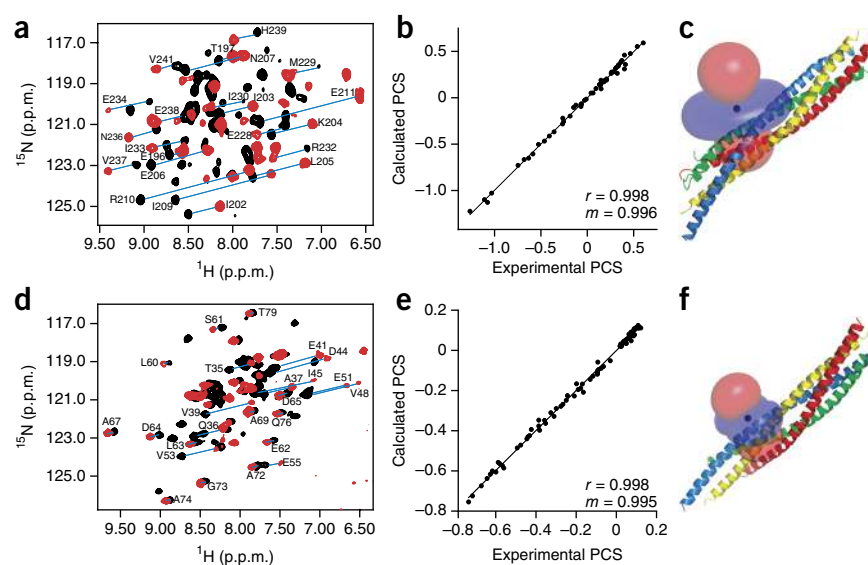 a
H239
T197
V241
N207
M229
E234
I230
I203
E211
E238
N236
K204
E228
I233
R232
V237
E196
L205
E206
R210
I209
I202
117.0
119.0
121.0
123.0
125.0
15N (p.p.m.)
9.00 8.50 8.00 7.50 7.00 6.50
1H (p.p.m.)
b
0.5
0
–0.5
–1.0
Calculated PCS
r = 0.998
m = 0.996
–1.0 –0.5 0 0.5
Experimental PCS
c
d
T79
S61
E41
D44
L60
T35
A37
I45
E51
D65
V48
A67
V39
A69
Q76
D64
Q36
L63
E62
V53
E55
A72
G73
A74
117.0
119.0
121.0
123.0
125.0
15N (p.p.m.)
9.50 9.00 8.50 8.00 7.50 7.00 6.50
1H (p.p.m.)
e
0.2
0
–0.2
–0.4
–0.6
–0.8
Calculated PCS
r = 0.998
m = 0.995
–0.8 –0.6 –0.4 –0.2 0 0.2
Experimental PCS
f